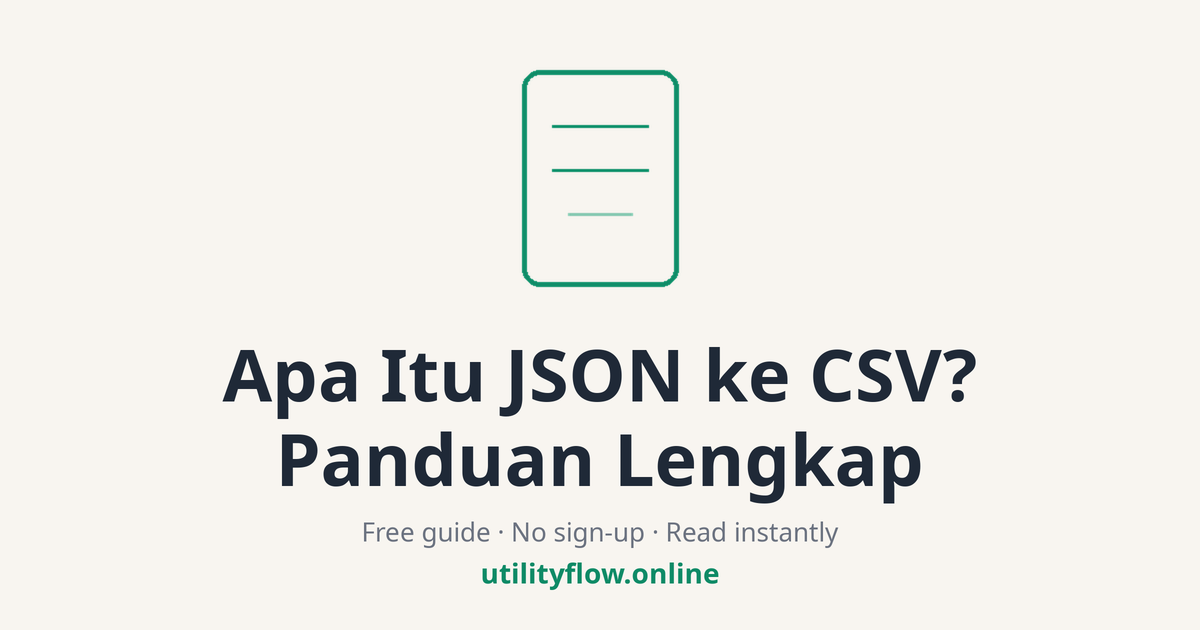 Apa Itu JSON ke CSV?
Panduan Lengkap
Free guide · No sign-up · Read instantly
utilityflow.online